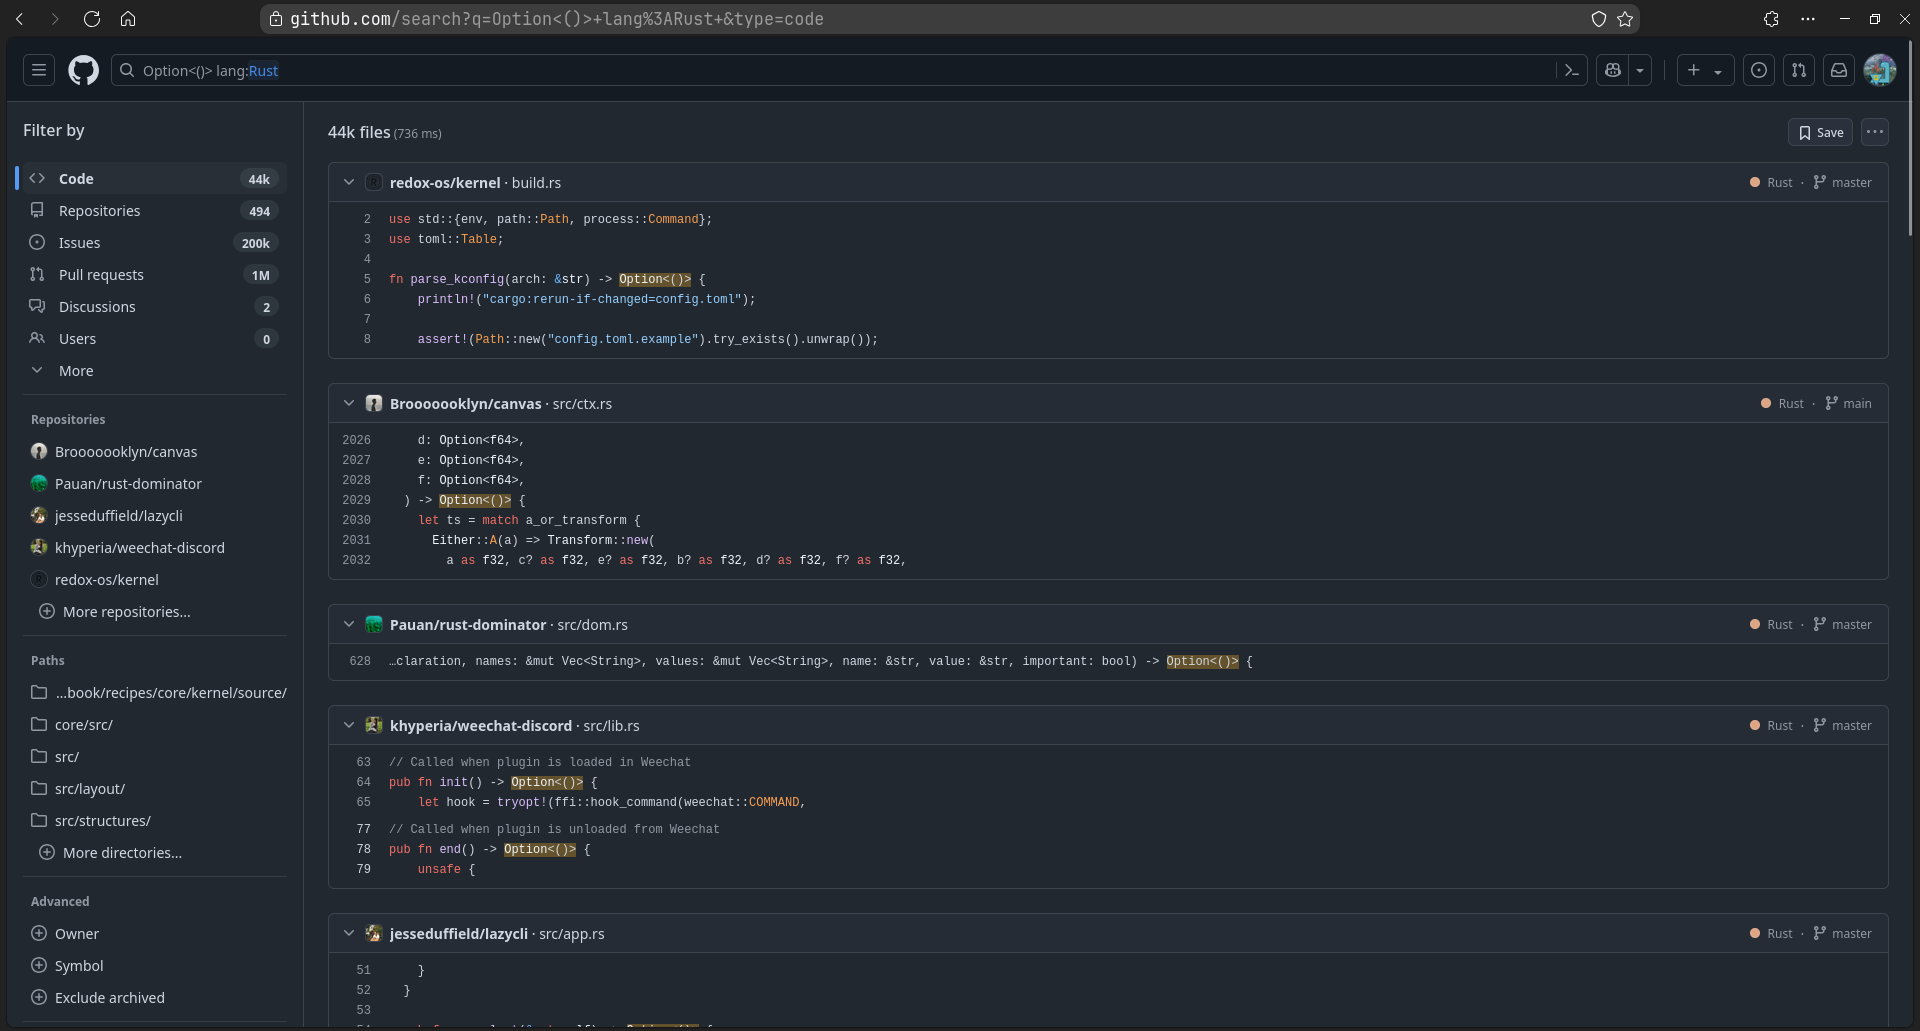 github.com/search?q=Option<()>+lang%3ARust+&type=code
Option<()> lang:Rust
Filter by
Code 44k
Repositories 494
Issues 200k
Pull requests 1M
Discussions 2
Users 0
More
Repositories
Brooooooklyn/canvas
Pauan/rust-dominator
jesseduffield/lazycli
khyperia/weechat-discord
redox-os/kernel
More repositories...
Paths
…book/recipes/core/kernel/source/
core/src/
src/
src/layout/
src/structures/
More directories...
Advanced
Owner
Symbol
Exclude archived
44k files (736 ms)
Save
redox-os/kernel · build.rs
Rust · master
2 use std::{env, path::Path, process::Command};
3 use toml::Table;
4
5 fn parse_kconfig(arch: &str) -> Option<()> {
6 println!("cargo:rerun-if-changed=config.toml");
7
8 assert!(Path::new("config.toml.example").try_exists().unwrap());
Brooooooklyn/canvas · src/ctx.rs
Rust · main
2026 d: Option<f64>,
2027 e: Option<f64>,
2028 f: Option<f64>,
2029 ) -> Option<()> {
2030 let ts = match a_or_transform {
2031 Either::A(a) => Transform::new(
2032 a as f32, c? as f32, e? as f32, b? as f32, d? as f32, f? as f32,
Pauan/rust-dominator · src/dom.rs
Rust · master
628 …claration, names: &mut Vec<String>, values: &mut Vec<String>, name: &str, value: &str, important: bool) -> Option<()> {
khyperia/weechat-discord · src/lib.rs
Rust · master
63 // Called when plugin is loaded in Weechat
64 pub fn init() -> Option<()> {
65 let hook = tryopt!(ffi::hook_command(weechat::COMMAND,
77 // Called when plugin is unloaded from Weechat
78 pub fn end() -> Option<()> {
79 unsafe {
jesseduffield/lazycli · src/app.rs
Rust · master
51 }
52 }
53